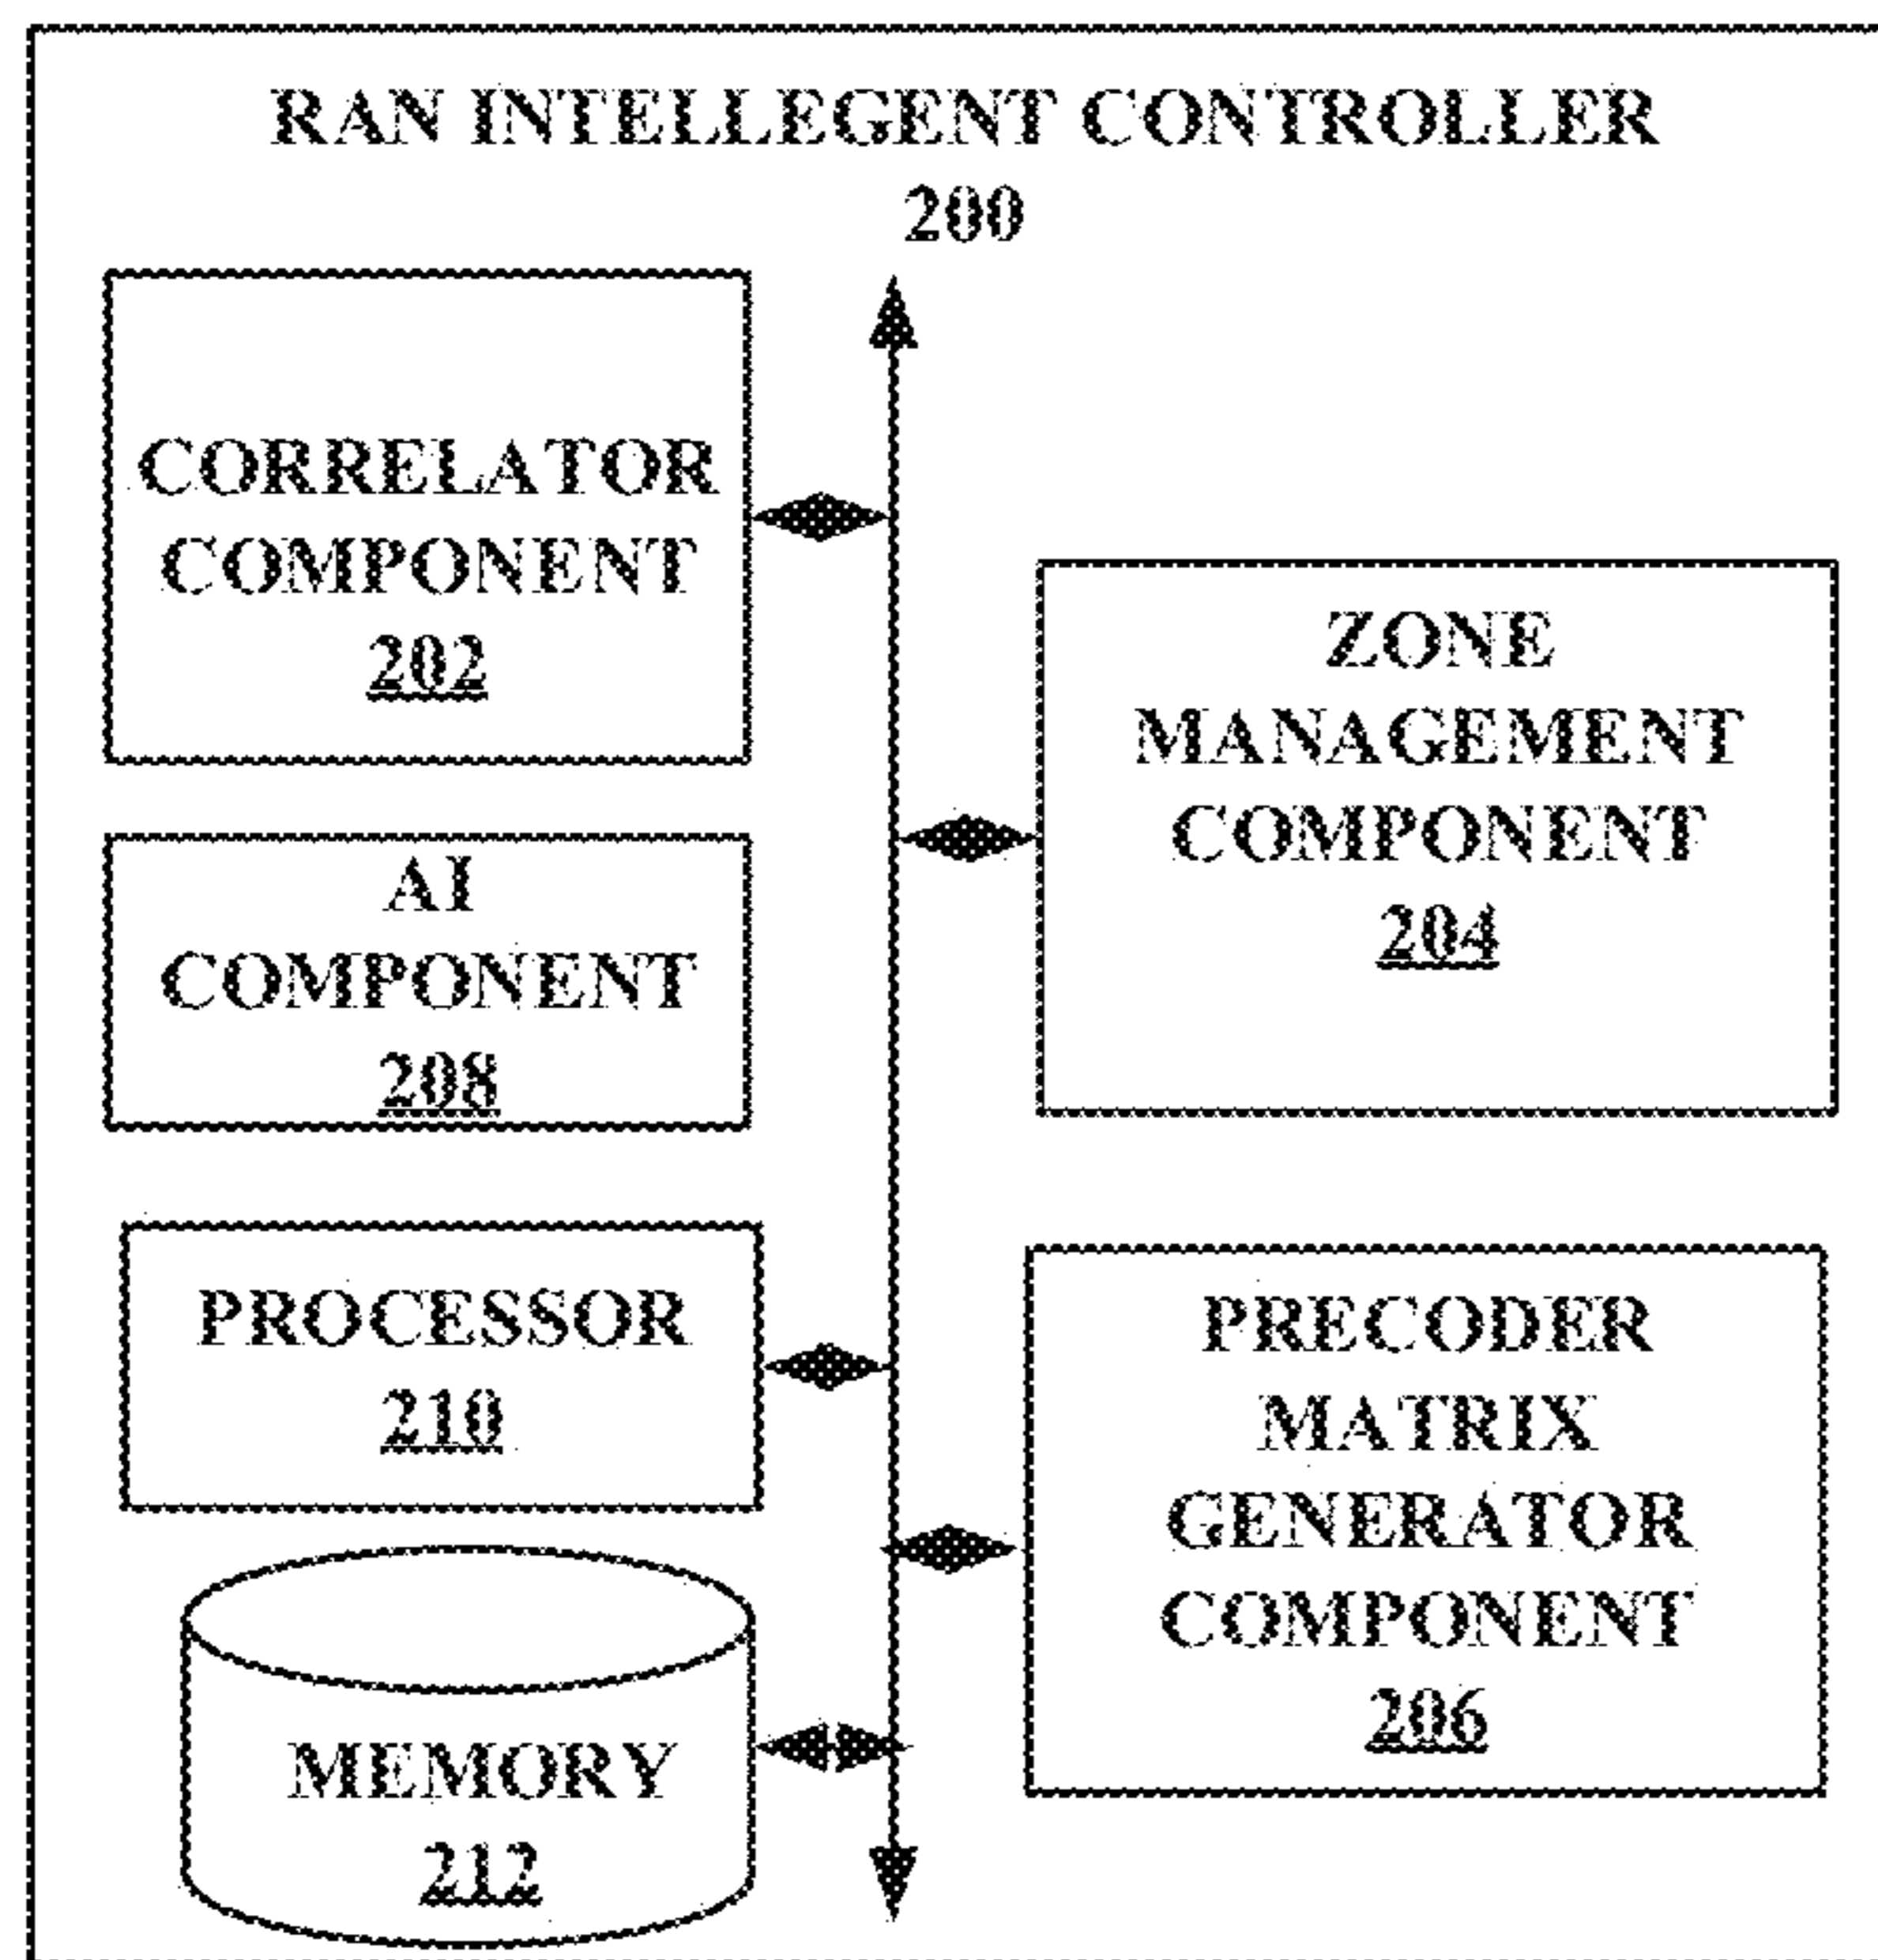 RAN INTELLEGENT CONTROLLER
200
CORRELATOR
COMPONENT
202
ZONE
MANAGEMENT
COMPONENT
204
AI
COMPONENT
208
PROCESSOR
210
PRECODER
MATRIX
GENERATOR
COMPONENT
206
MEMORY
212